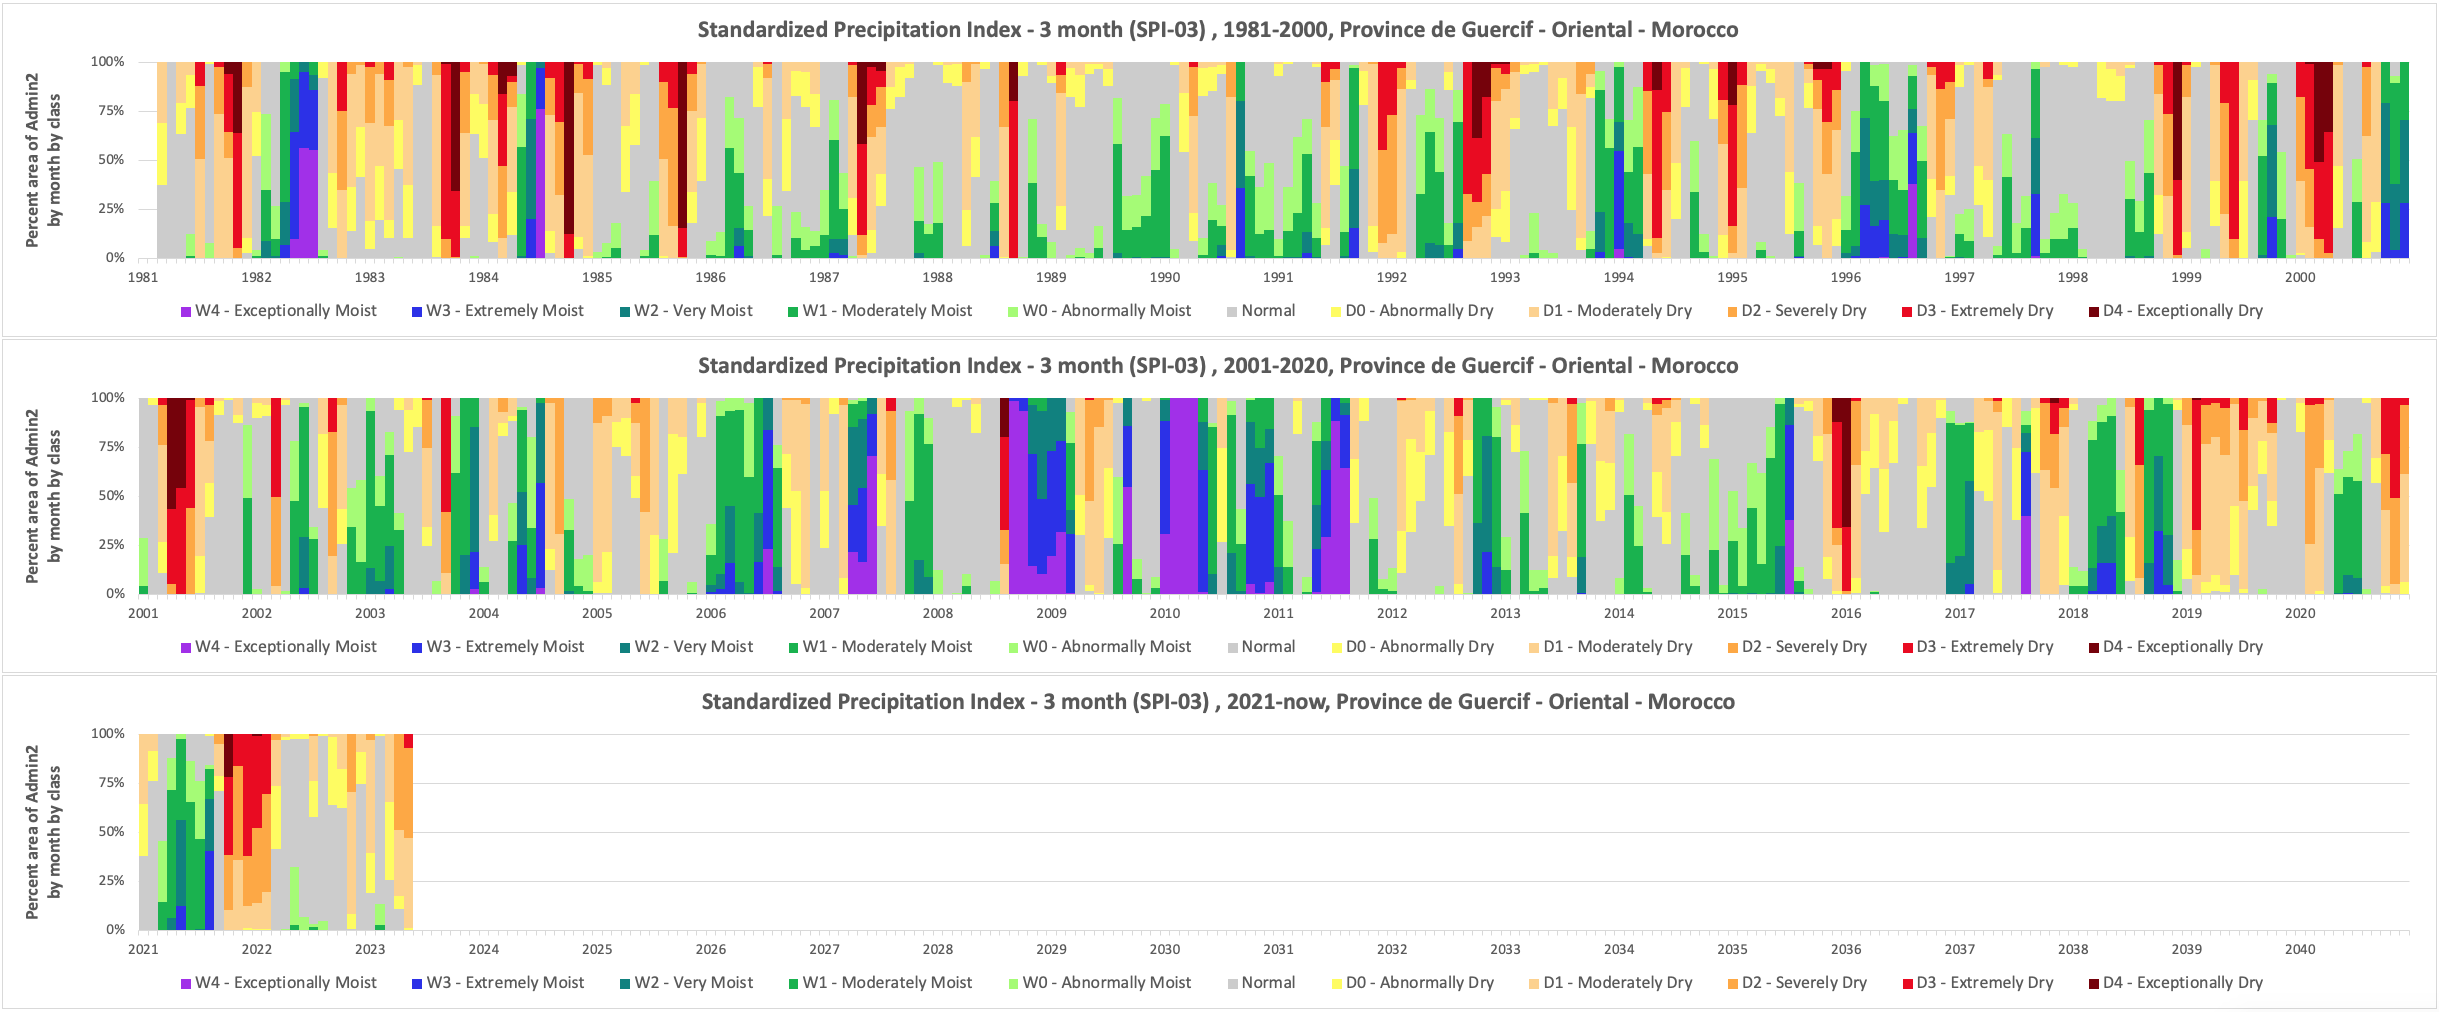 Standardized Precipitation Index - 3 month (SPI-03) , 1981-2000, Province de Guercif - Oriental - Morocco
Percent area of Admin2
by month by class
100%
75%
50%
25%
0%
1981 1982 1983 1984 1985 1986 1987 1988 1989 1990 1991 1992 1993 1994 1995 1996 1997 1998 1999 2000
W4 - Exceptionally Moist W3 - Extremely Moist W2 - Very Moist W1 - Moderately Moist W0 - Abnormally Moist Normal D0 - Abnormally Dry D1 - Moderately Dry D2 - Severely Dry D3 - Extremely Dry D4 - Exceptionally Dry
Standardized Precipitation Index - 3 month (SPI-03) , 2001-2020, Province de Guercif - Oriental - Morocco
Percent area of Admin2
by month by class
100%
75%
50%
25%
0%
2001 2002 2003 2004 2005 2006 2007 2008 2009 2010 2011 2012 2013 2014 2015 2016 2017 2018 2019 2020
W4 - Exceptionally Moist W3 - Extremely Moist W2 - Very Moist W1 - Moderately Moist W0 - Abnormally Moist Normal D0 - Abnormally Dry D1 - Moderately Dry D2 - Severely Dry D3 - Extremely Dry D4 - Exceptionally Dry
Standardized Precipitation Index - 3 month (SPI-03) , 2021-now, Province de Guercif - Oriental - Morocco
Percent area of Admin2
by month by class
100%
75%
50%
25%
0%
2021 2022 2023 2024 2025 2026 2027 2028 2029 2030 2031 2032 2033 2034 2035 2036 2037 2038 2039 2040
W4 - Exceptionally Moist W3 - Extremely Moist W2 - Very Moist W1 - Moderately Moist W0 - Abnormally Moist Normal D0 - Abnormally Dry D1 - Moderately Dry D2 - Severely Dry D3 - Extremely Dry D4 - Exceptionally Dry